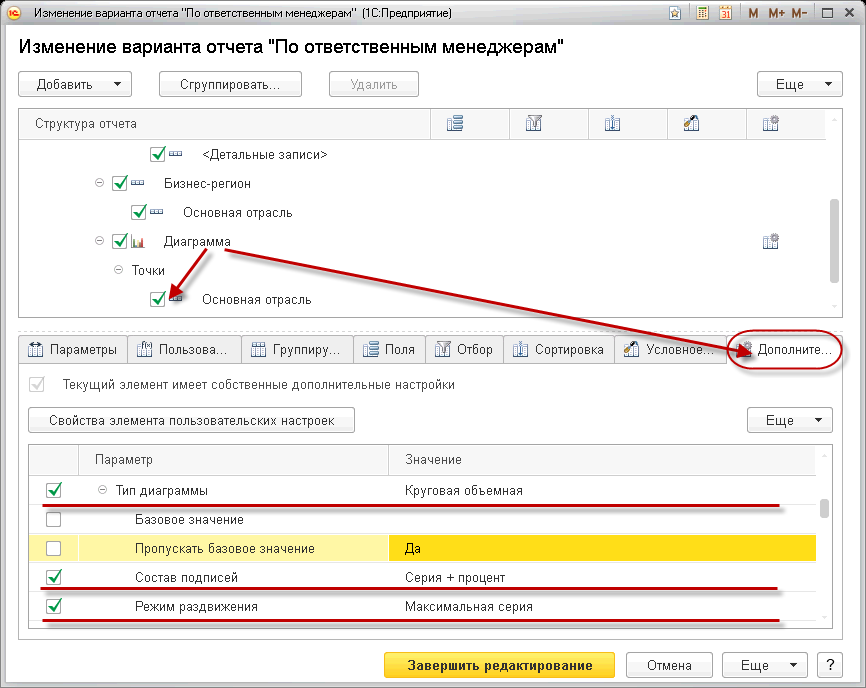 Изменение варианта отчета "По ответственным менеджерам" (1С:Предприятие)
31 M M+ M-
Изменение варианта отчета "По ответственным менеджерам"
Добавить Сгруппировать... Удалить Еще
Структура отчета
<Детальные записи>
Бизнес-регион
Основная отрасль
Диаграмма
Точки
Основная отрасль
Параметры Пользова... Группиру... Поля Отбор Сортировка Условное... Дополните...
Текущий элемент имеет собственные дополнительные настройки
Свойства элемента пользовательских настроек Еще
Параметр Значение
Тип диаграммы Круговая объемная
Базовое значение
Пропускать базовое значение Да
Состав подписей Серия + процент
Режим раздвижения Максимальная серия
Завершить редактирование Отмена Еще ?